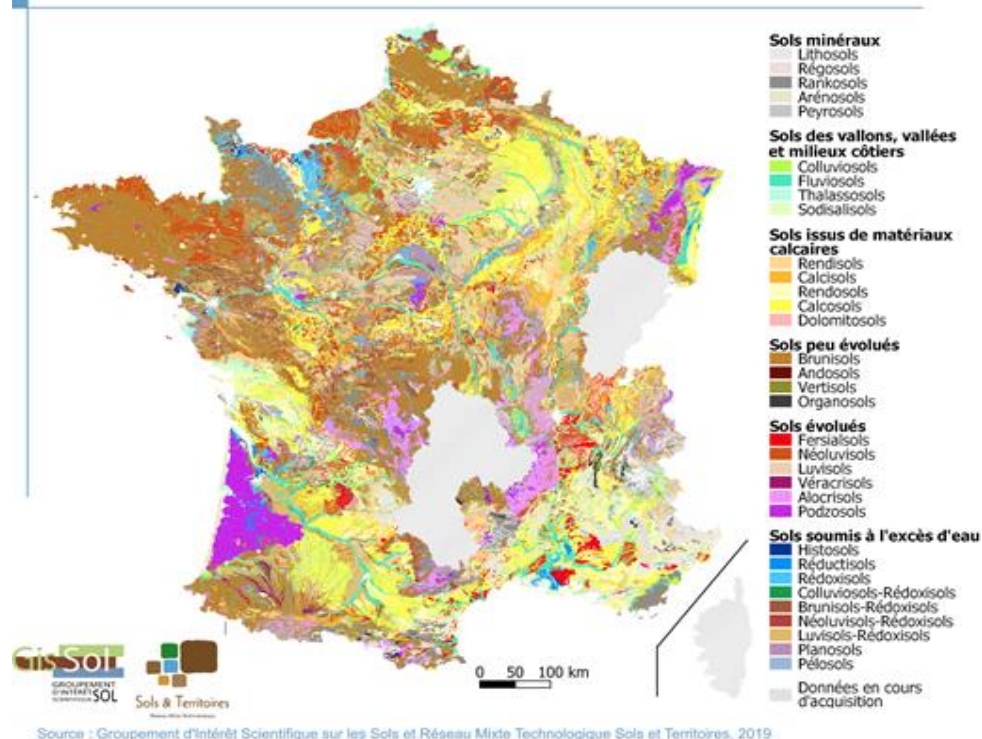 Sols minéraux
Lithosols
Régosols
Rankosols
Arénosols
Peyrosols
Sols des vallons, vallées
et milieux côtiers
Colluviosols
Fluviosols
Thalassosols
Sodisalisols
Sols issus de matériaux
calcaires
Rendisols
Calcisols
Rendosols
Calcosols
Dolomitosols
Sols peu évolués
Brunisols
Andosols
Vertisols
Organosols
Sols évolués
Fersialsols
Néoluvisols
Luvisols
Véracrisols
Alocrisols
Podzosols
Sols soumis à l'excès d'eau
Histosols
Réductisols
Rédoxisols
Colluviosols-Rédoxisols
Brunisols-Rédoxisols
Néoluvisols-Rédoxisols
Luvisols-Rédoxisols
Planosols
Pélosols
Données en cours
d'acquisition
0 50 100 km
GisSol
GROUPEMENT
D'INTÉRÊT
SCIENTIFIQUE SOL
Sols & Territoires
Réseau Mixte Technologique
Source : Groupement d'Intérêt Scientifique sur les Sols et Réseau Mixte Technologique Sols et Territoires, 2019